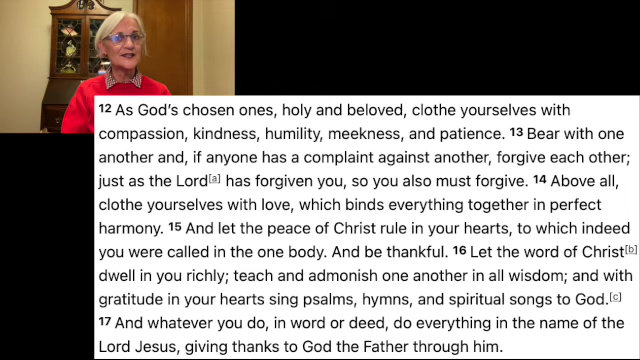 12 As God's chosen ones, holy and beloved, clothe yourselves with
compassion, kindness, humility, meekness, and patience. 13 Bear with one
another and, if anyone has a complaint against another, forgive each other;
just as the Lord[a] has forgiven you, so you also must forgive. 14 Above all,
clothe yourselves with love, which binds everything together in perfect
harmony. 15 And let the peace of Christ rule in your hearts, to which indeed
you were called in the one body. And be thankful. 16 Let the word of Christ[b]
dwell in you richly; teach and admonish one another in all wisdom; and with
gratitude in your hearts sing psalms, hymns, and spiritual songs to God.[c]
17 And whatever you do, in word or deed, do everything in the name of the
Lord Jesus, giving thanks to God the Father through him.